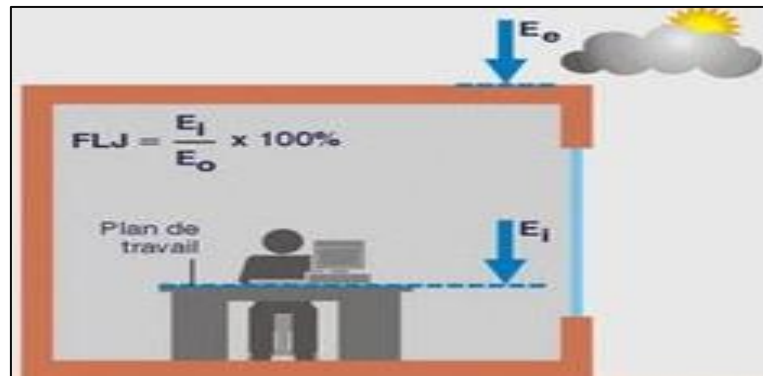 Eo
FLJ = Ei/Eo x 100%
Plan de
travail
Ei